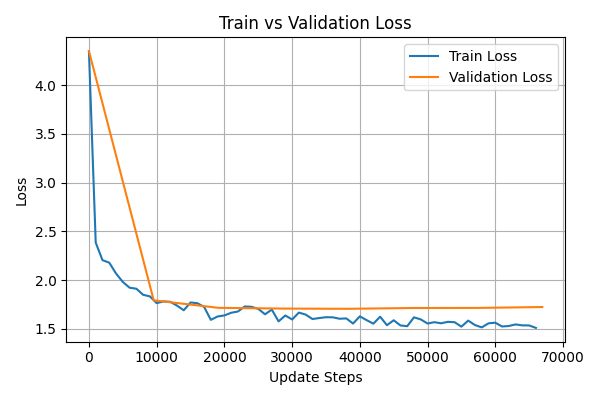 Train vs Validation Loss
Train Loss
Validation Loss
Loss
4.0
3.5
3.0
2.5
2.0
1.5
0
10000
20000
30000
40000
50000
60000
70000
Update Steps